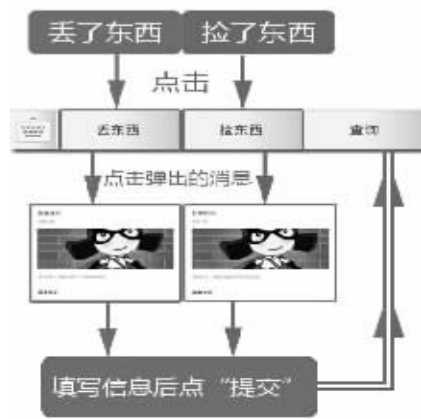 丢了东西 捡了东西
点击
丢东西 捡东西 查询
点击弹出的消息
填写信息后点“提交”